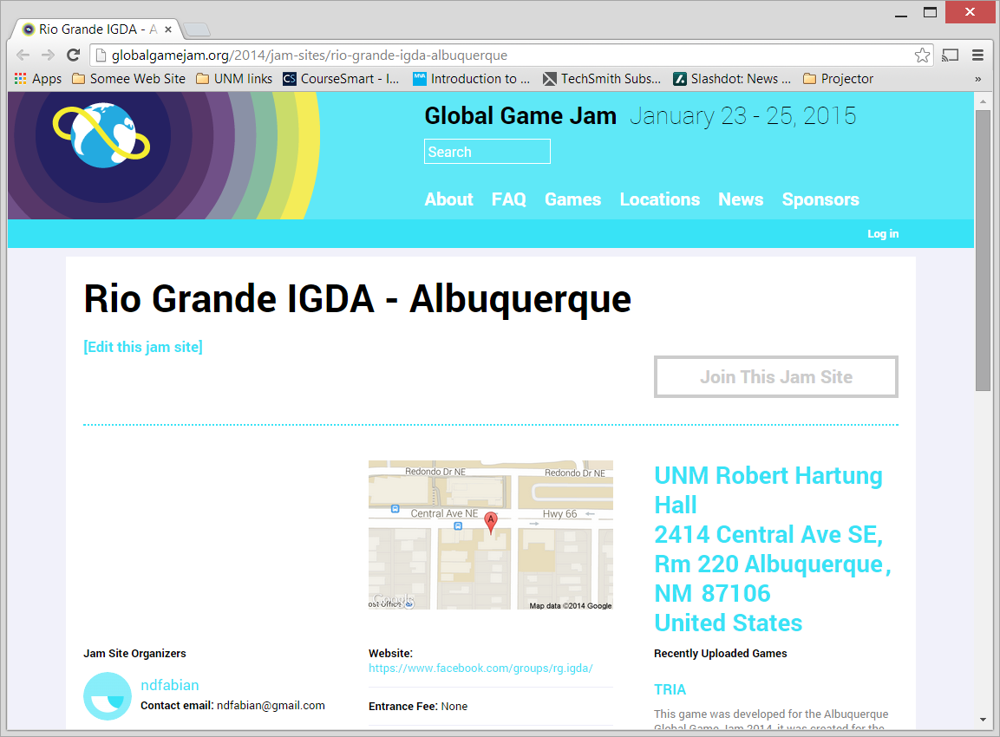 Rio Grande IGDA - A
globalgamejam.org/2014/jam-sites/rio-grande-igda-albuquerque
Apps Somee Web Site UNM links CS CourseSmart - I... MVA Introduction to ... TechSmith Subs... Slashdot: News ... Projector »
Global Game Jam January 23 - 25, 2015
Search
About FAQ Games Locations News Sponsors
Log in
Rio Grande IGDA - Albuquerque
[Edit this jam site]
Join This Jam Site
Redondo Dr NE Redondo Dr NE
Central Ave NE Hwy 66
A
ost Office
Google
Map data ©2014 Google
UNM Robert Hartung
Hall
2414 Central Ave SE,
Rm 220 Albuquerque,
NM 87106
United States
Jam Site Organizers
ndfabian
Contact email: ndfabian@gmail.com
Website:
https://www.facebook.com/groups/rg.igda/
Entrance Fee: None
Recently Uploaded Games
TRIA
This game was developed for the Albuquerque
Global Game Jam 2014, it was created for the